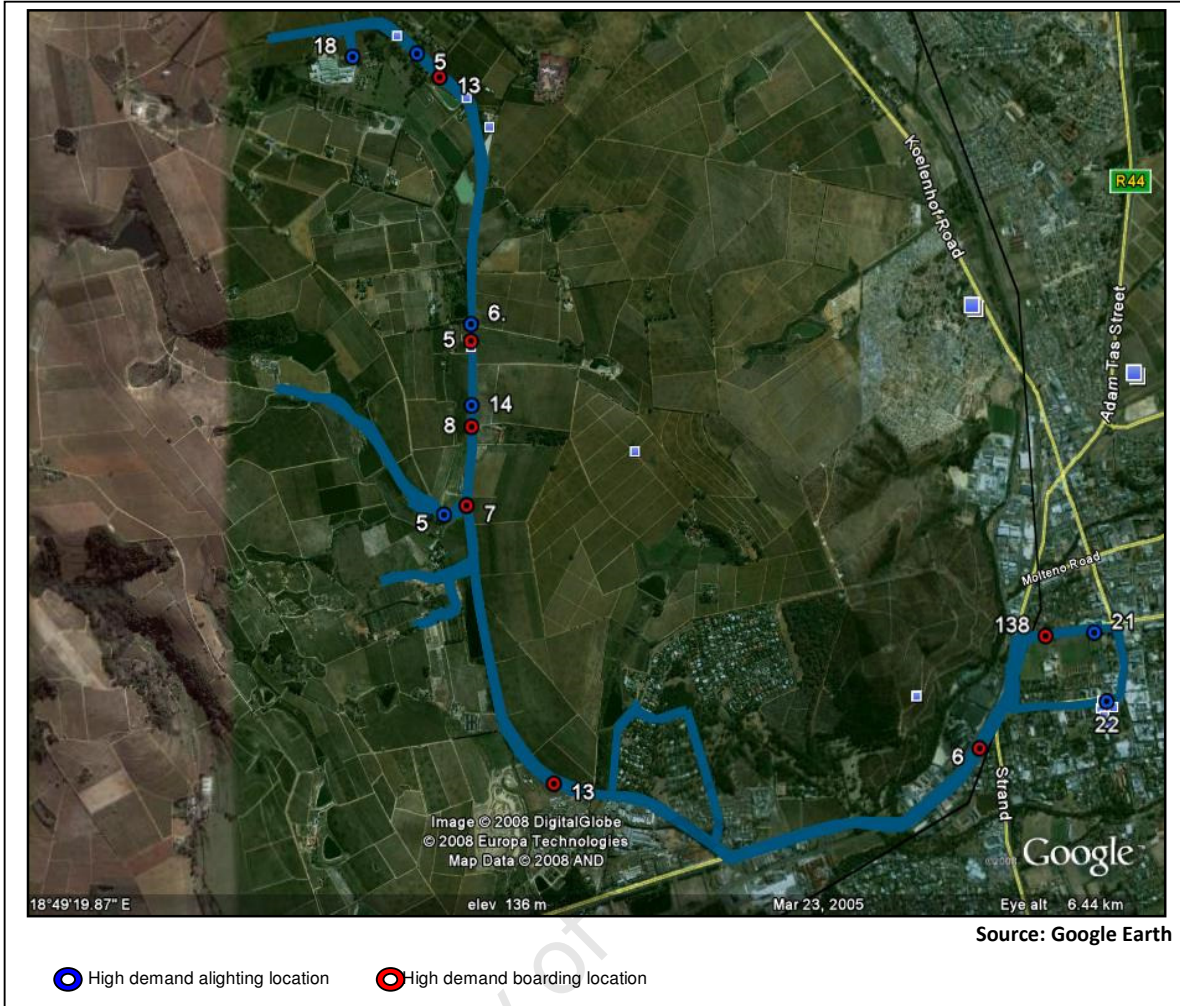 18
5
13
Koelenhof Road
R44
6.
5
Adam Tas Street
14
8
5
7
Molteno Road
138
21
22
6
13
Strand
Image © 2008 DigitalGlobe
© 2008 Europa Technologies
Map Data © 2008 AND
©2008 Google
18°49'19.87" E elev 136 m Mar 23, 2005 Eye alt 6.44 km
Source: Google Earth
High demand alighting location High demand boarding location
y of